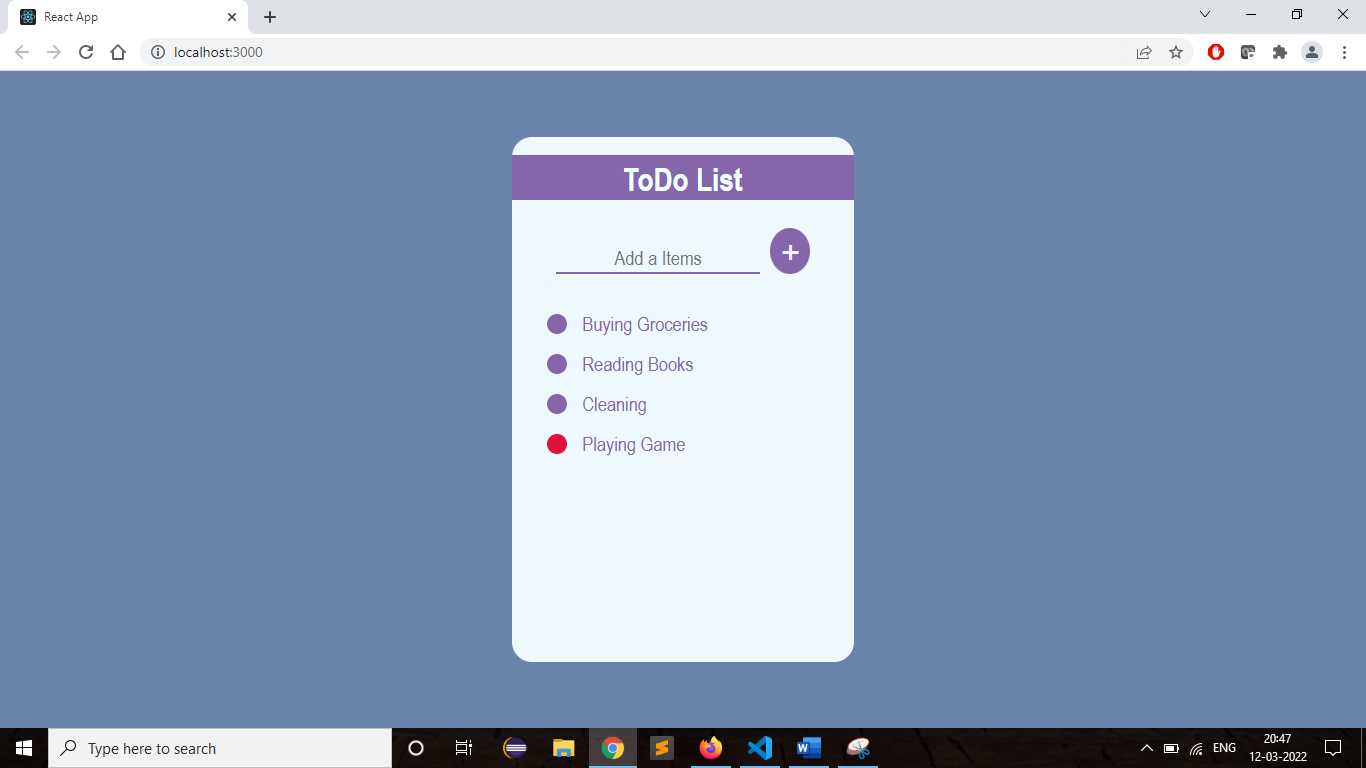 React App
localhost:3000
ToDo List
Add a Items
+
Buying Groceries
Reading Books
Cleaning
Playing Game
Type here to search
ENG
20:47
12-03-2022